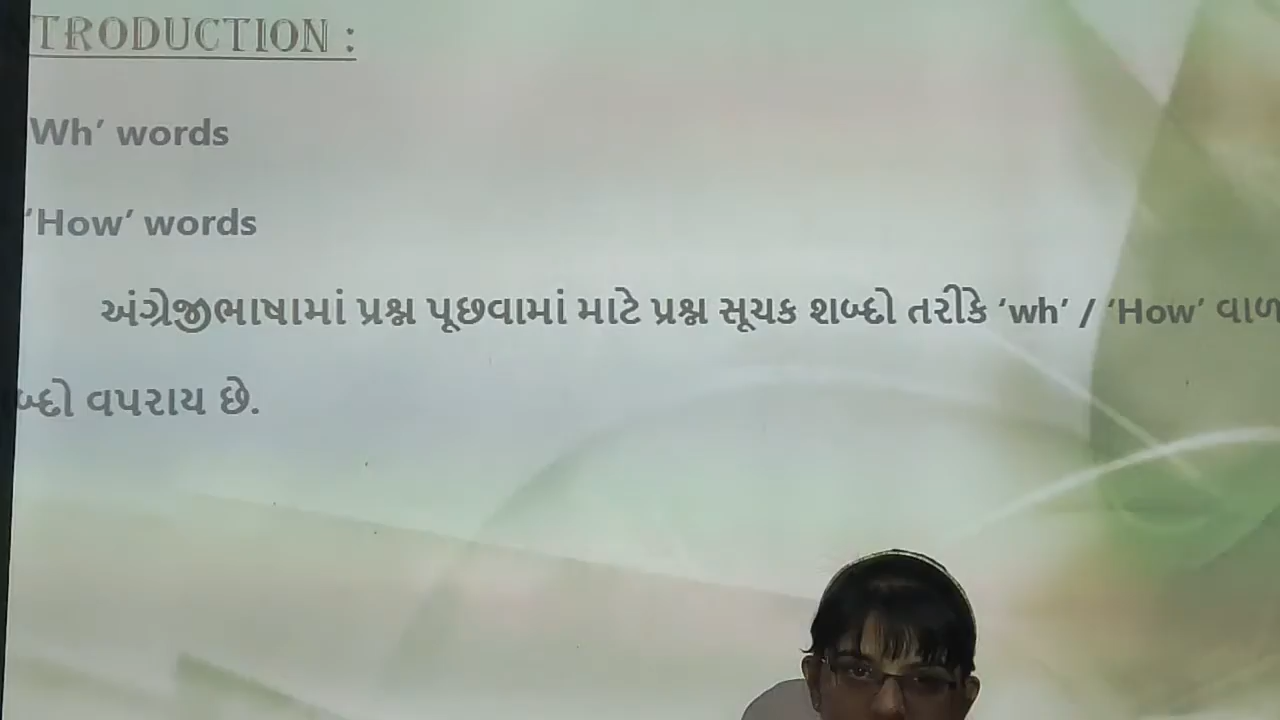 TRODUCTION :
Wh’ words
‘How’ words
અંગ્રેજીભાષામાં પ્રશ્ન પૂછવામાં માટે પ્રશ્ન સૂચક શબ્દો તરીકે ‘wh’ / ‘How’ વાળ
બ્દો વપરાય છે.